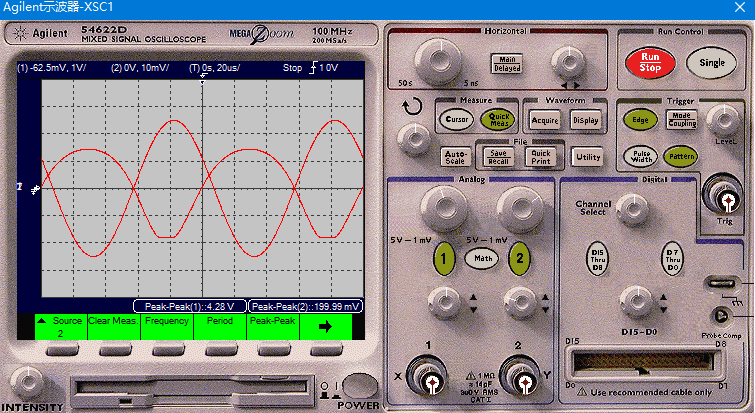 Agilent示波器-XSC1
Agilent
54622D
MIXED SIGNAL OSCILLOSCOPE
MEGA Zoom
100 MHz
200 MSa/s
(1) -62.5mV, 1V/
(2) 0V, 10mV/
(T) 0s, 20us/
Stop
1 0V
Peak-Peak(1)::4.28 V
Peak-Peak(2)::199.99 mV
Source
2
Clear Meas.
Frequency
Period
Peak-Peak
INTENSITY
POWER
Horizontal
50 s
5 ns
Main
Delayed
Run Control
Run
Stop
Single
Measure
Cursor
Quick
Meas
Waveform
Acquire
Display
Auto-
Scale
File
Save
Recall
Quick
Print
Utility
Trigger
Edge
Mode
Coupling
Level
Pulse
Width
Pattern
Trig
Analog
5 V – 1 mV
5 V – 1 mV
1
Math
2
1
2
X
Y
1 MΩ
≈ 14pF
300 V RMS
CAT I
Digital
Channel
Select
D15
Thru
D8
D7
Thru
D0
D15-D0
Probe Comp
D15
D8
D0
D1
Use recommended cable only